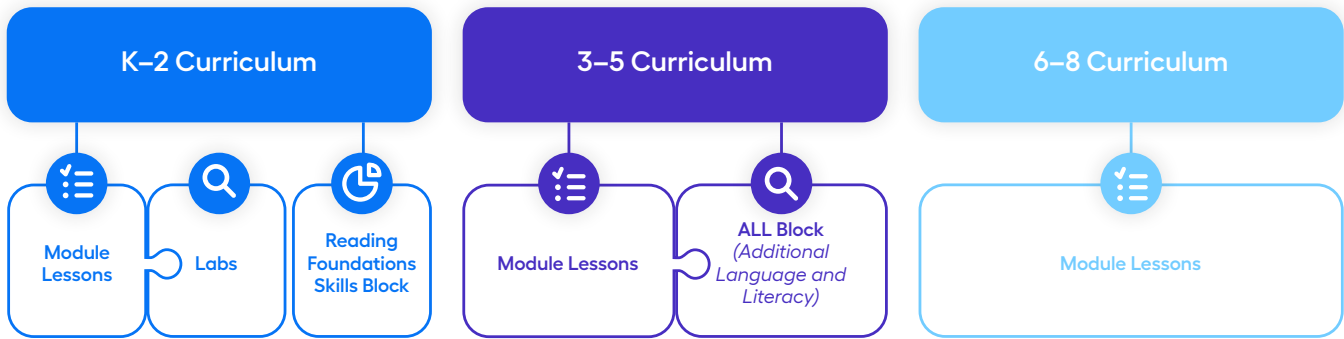 K–2 Curriculum
3–5 Curriculum
6–8 Curriculum
Module
Lessons
Labs
Reading
Foundations
Skills Block
Module Lessons
ALL Block
(Additional
Language and
Literacy)
Module Lessons